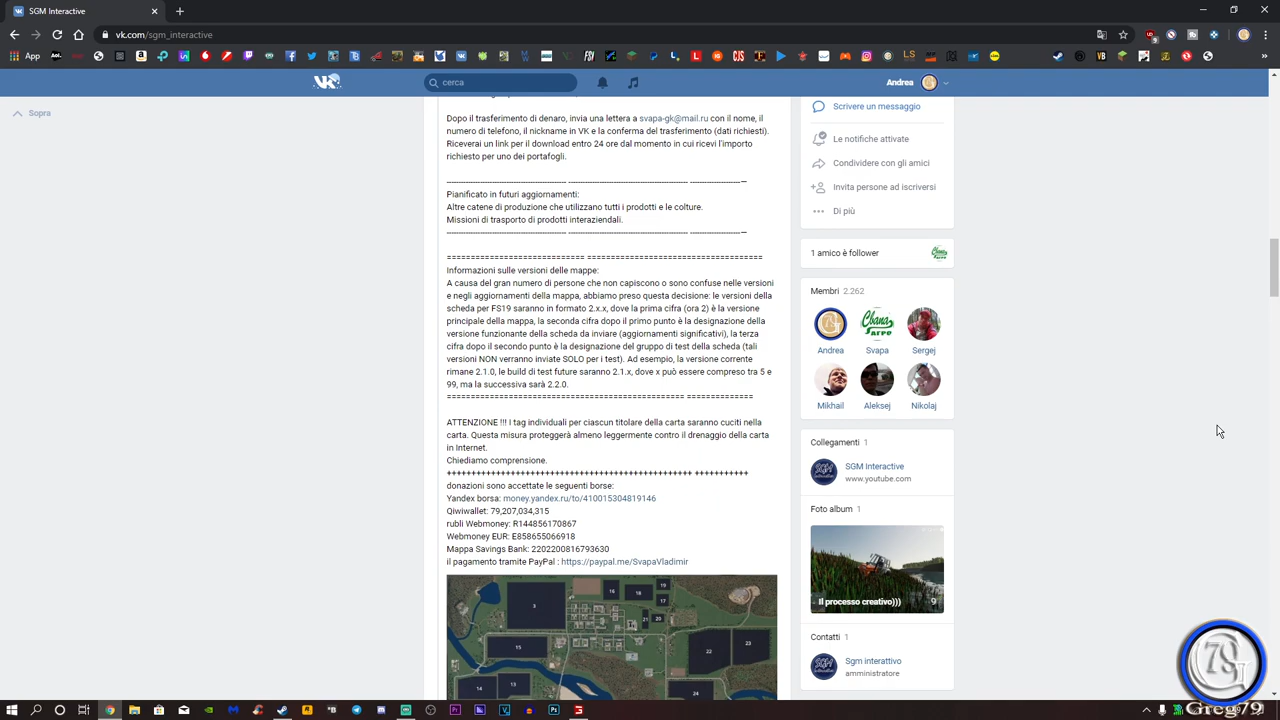 SGM Interactive
vk.com/sgm_interactive
App
cerca
Andrea
Sopra
Dopo il trasferimento di denaro, invia una lettera a svapa-gk@mail.ru con il nome, il
numero di telefono, il nickname in VK e la conferma del trasferimento (dati richiesti).
Riceverai un link per il download entro 24 ore dal momento in cui ricevi l'importo
richiesto per uno dei portafogli.
Pianificato in futuri aggiornamenti:
Altre catene di produzione che utilizzano tutti i prodotti e le colture.
Missioni di trasporto di prodotti interaziendali.
Informazioni sulle versioni delle mappe:
A causa del gran numero di persone che non capiscono o sono confuse nelle versioni
e negli aggiornamenti della mappa, abbiamo preso questa decisione: le versioni della
scheda per FS19 saranno in formato 2.x.x, dove la prima cifra (ora 2) è la versione
principale della mappa, la seconda cifra dopo il primo punto è la designazione della
versione funzionante della scheda da inviare (aggiornamenti significativi), la terza
cifra dopo il secondo punto è la designazione del gruppo di test della scheda (tali
versioni NON verranno inviate SOLO per i test). Ad esempio, la versione corrente
rimane 2.1.0, le build di test future saranno 2.1.x, dove x può essere compreso tra 5 e
99, ma la successiva sarà 2.2.0.
ATTENZIONE !!! I tag individuali per ciascun titolare della carta saranno cuciti nella
carta. Questa misura proteggerà almeno leggermente contro il drenaggio della carta
in Internet.
Chiediamo comprensione.
donazioni sono accettate le seguenti borse:
Yandex borsa: money.yandex.ru/to/410015304819146
Qiwiwallet: 79,207,034,315
rubli Webmoney: R144856170867
Webmoney EUR: E858655066918
Mappa Savings Bank: 2202200816793630
il pagamento tramite PayPal : https://paypal.me/SvapaVladimir
3
16
18
19
17
21
20
15
22
23
14
13
24
Scrivere un messaggio
Le notifiche attivate
Condividere con gli amici
Invita persone ad iscriversi
Di più
1 amico è follower
Membri 2.262
Andrea
Svapa
Sergej
Mikhail
Aleksej
Nikolaj
Collegamenti 1
SGM Interactive
www.youtube.com
Foto album 1
Il processo creativo)))
9
Contatti 1
Sgm interattivo
amministratore
Greg79